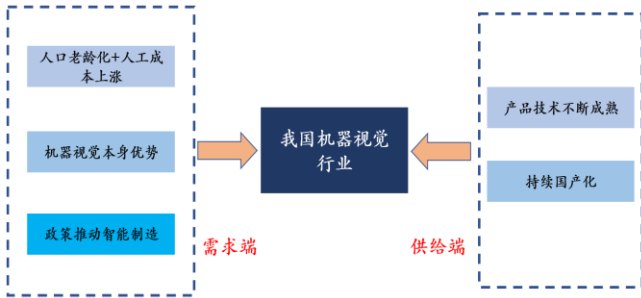 人口老龄化+人工成
本上涨
机器视觉本身优势
政策推动智能制造
需求端
我国机器视觉
行业
供给端
产品技术不断成熟
持续国产化